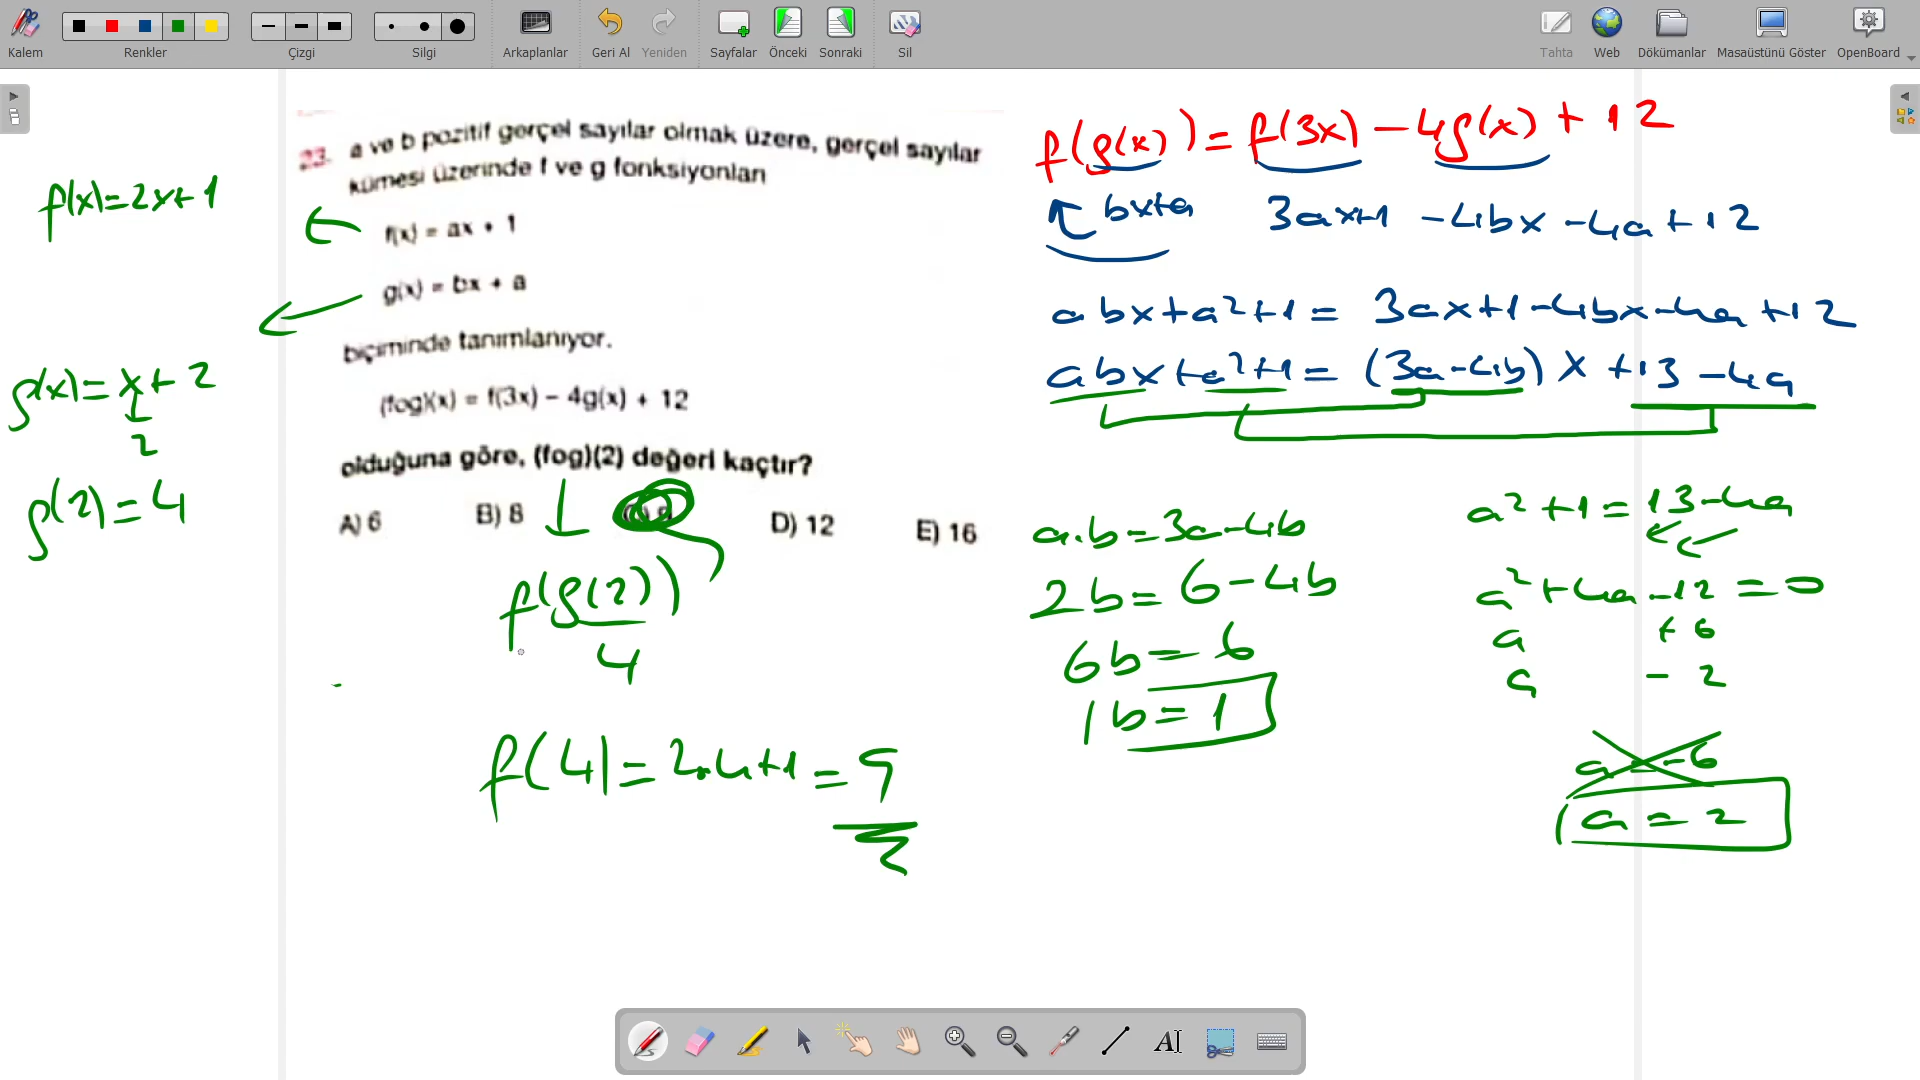 Kalem
Renkler
Çizgi
Silgi
Arkaplanlar
Geri Al
Yeniden
Sayfalar
Önceki
Sonraki
Sil
Tahta
Web
Dökümanlar
Masaüstünü Göster
OpenBoard
23. a ve b pozitif gerçel sayılar olmak üzere, gerçel sayılar
kümesi üzerinde f ve g fonksiyonları
f(x) = ax + 1
g(x) = bx + a
biçiminde tanımlanıyor.
(fog)(x) = f(3x) – 4g(x) + 12
olduğuna göre, (fog)(2) değeri kaçtır?
A) 6 B) 8 D) 12 E) 16
f(x)=2x+1
g(x)=x+2
2
g(2)=4
f(g(2))
4
f(4)=2.4+1=9
f(g(x))=f(3x)-4g(x)+12
bx+a 3ax+1 -4bx-4a+12
abx+a²+1=3ax+1-4bx-4a+12
abx+a²+1=(3a-4b)x+13-4a
a.b=3a-4b
2b=6-4b
6b=6
b=1
a²+1=13-4a
a²+4a-12=0
a +6
a -2
a=-6
a=2
AI